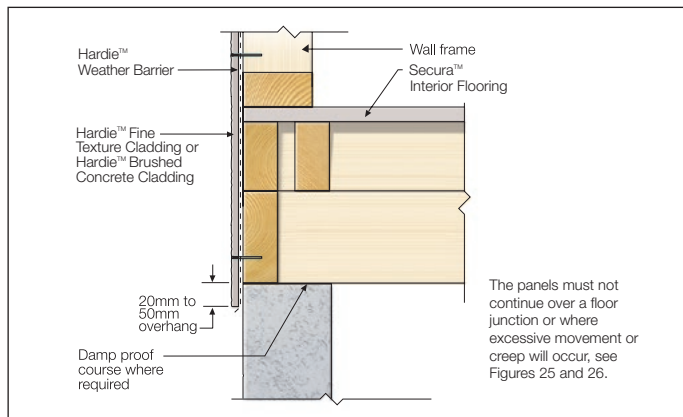 Hardie™
Weather Barrier
Wall frame
Secura™
Interior Flooring
Hardie™ Fine
Texture Cladding or
Hardie™ Brushed
Concrete Cladding
20mm to
50mm
overhang
Damp proof
course where
required
The panels must not
continue over a floor
junction or where
excessive movement or
creep will occur, see
Figures 25 and 26.